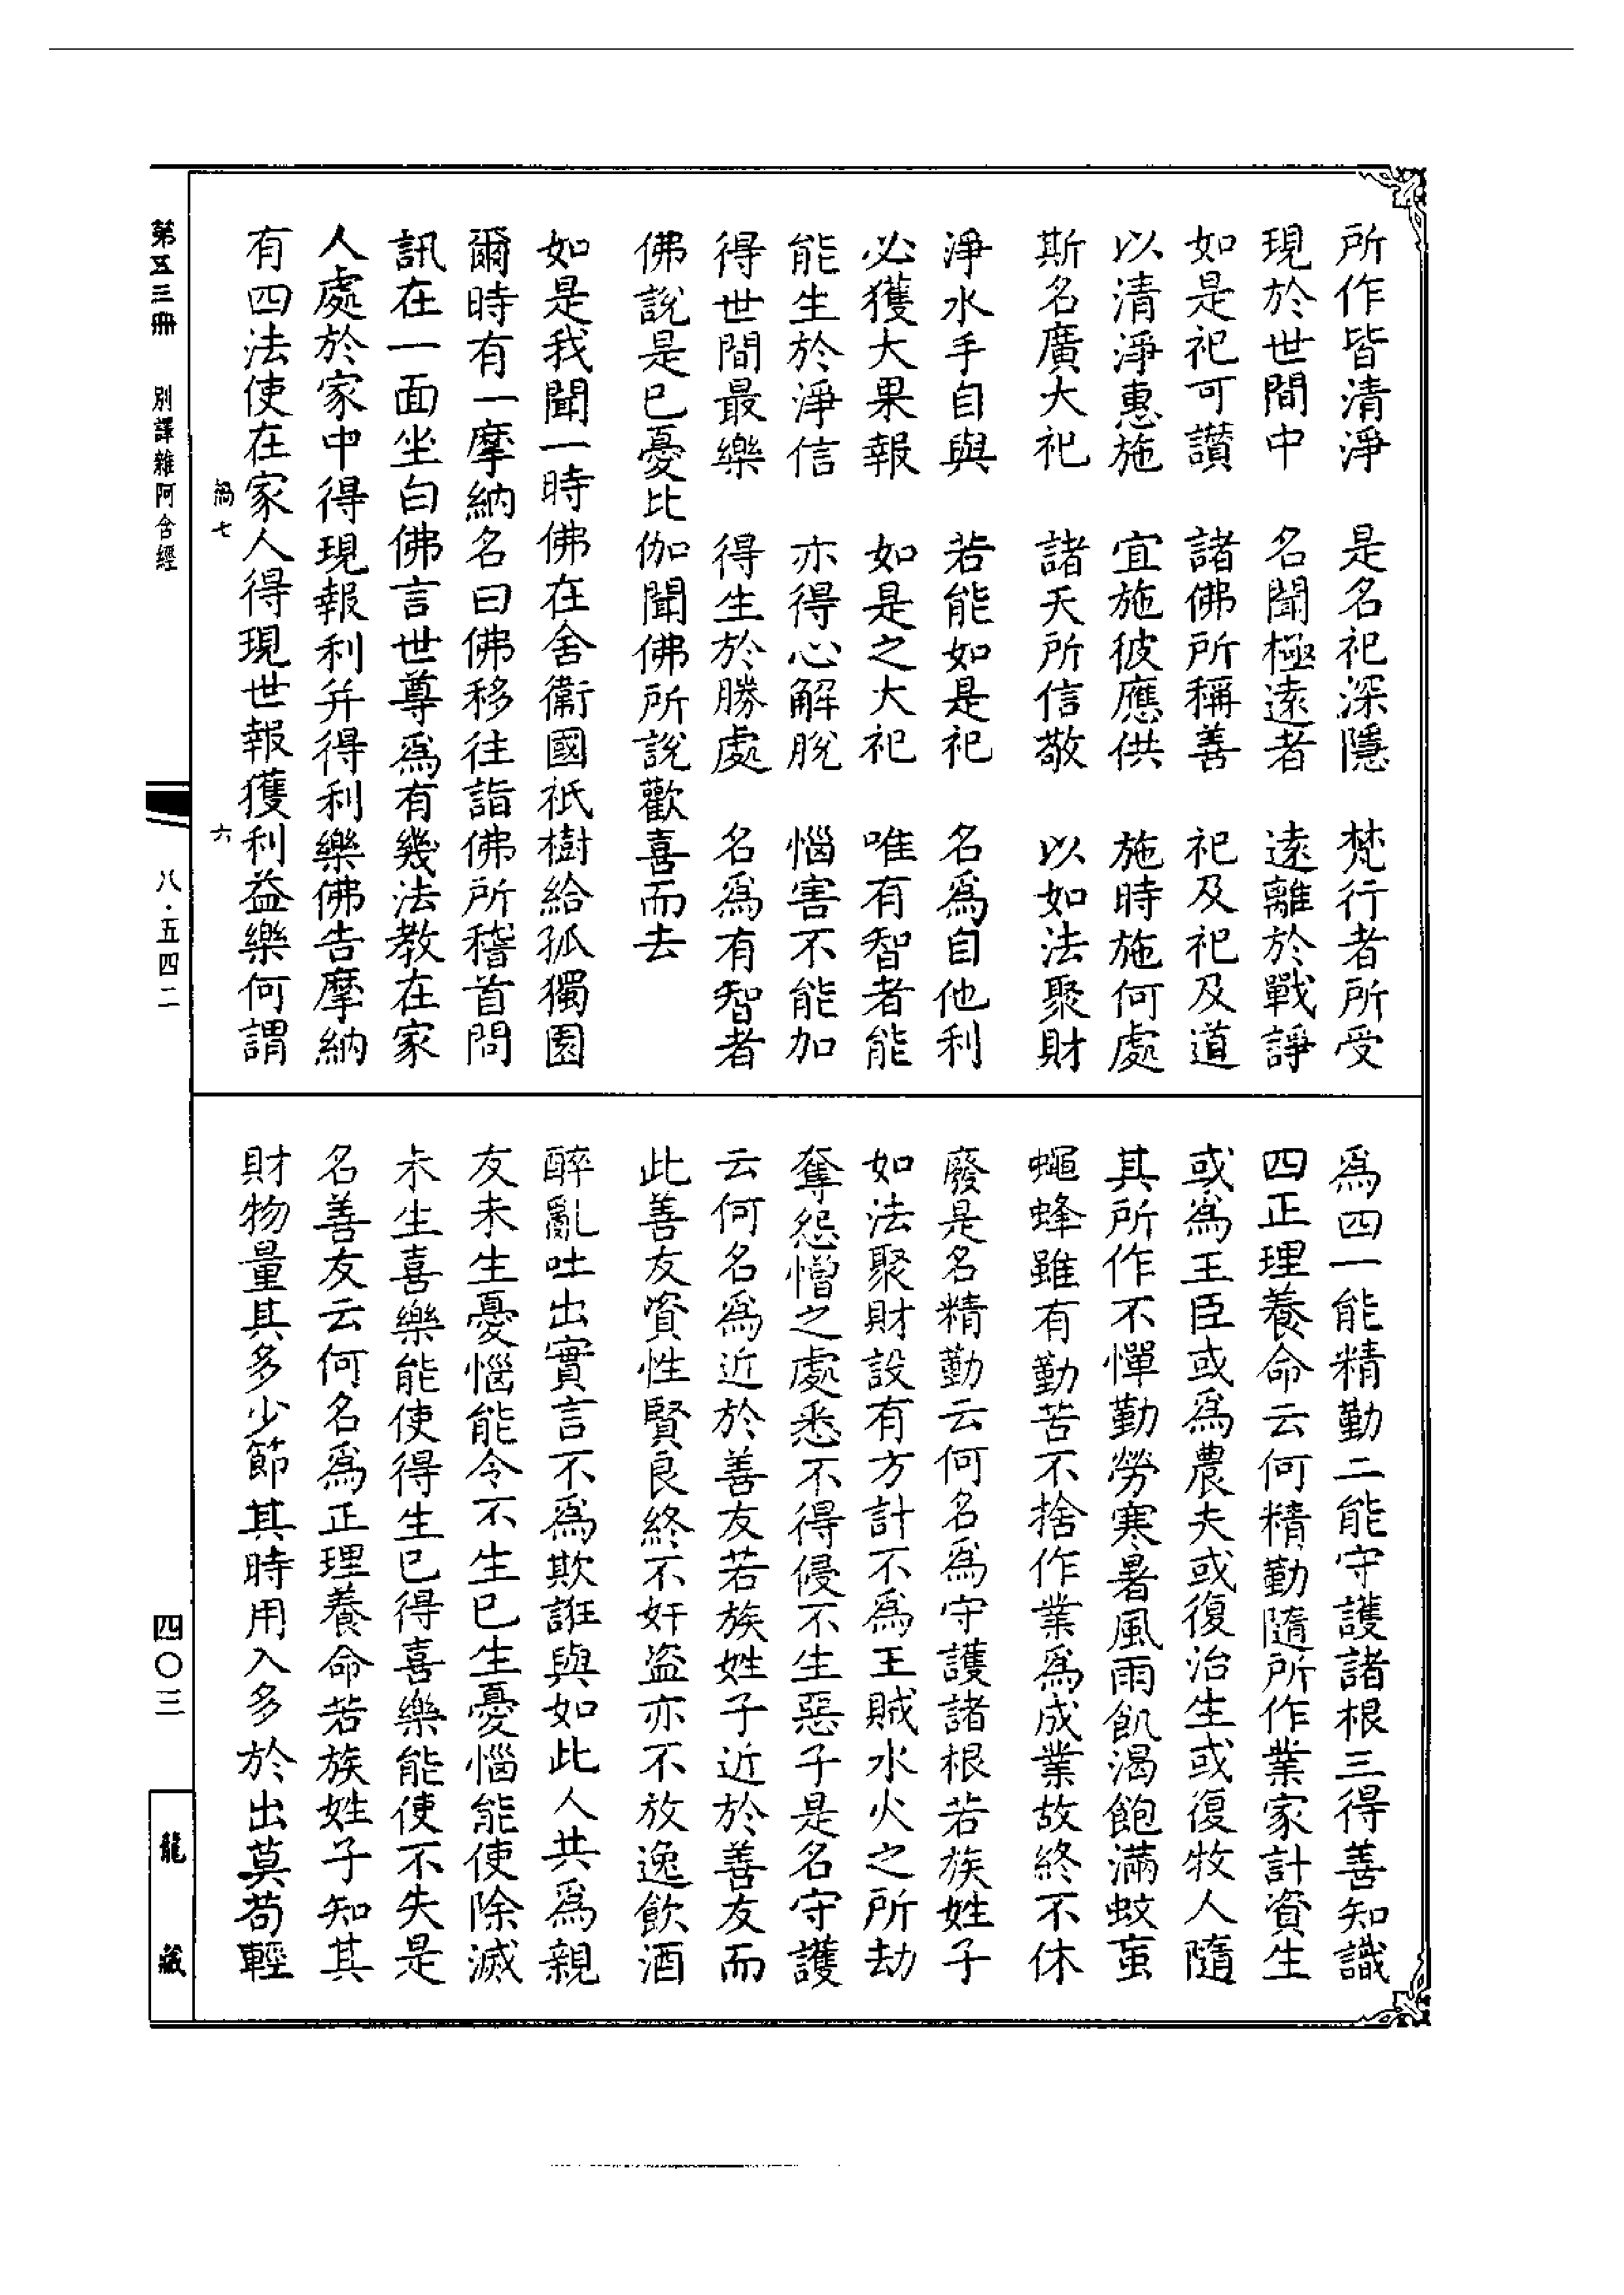 所作皆清淨　是名祀深隱　梵行者所受
現於世間中　名聞極遠者　遠離於戰諍
如是祀可讚　諸佛所稱善　祀及祀及道
以清淨惠施　宜施彼應供　施時施何處
斯名廣大祀　諸天所信敬　以如法聚財
淨水手自與　若能如是祀　名爲自他利
必獲大果報　如是之大祀　唯有智者能
能生於淨信　亦得心解脫　惱害不能加
得世間最樂　得生於勝處　名爲有智者
佛說是已憂比伽聞佛所說歡喜而去
如是我聞一時佛在舍衞國祇樹給孤獨園
爾時有一摩納名曰佛移往詣佛所稽首問
訊在一面坐白佛言世尊爲有幾法教在家
人處於家中得現報利并得利樂佛告摩納
有四法使在家人得現世報獲利益樂何謂
爲四一能精勤二能守護諸根三得善知識
四正理養命云何精勤隨所作業家計資生
或爲王臣或爲農夫或復治生或復牧人隨
其所作不憚勤勞寒暑風雨飢渴飽滿蚊䖟
蠅蜂雖有勤苦不捨作業爲成業故終不休
廢是名精勤云何名爲守護諸根若族姓子
如法聚財設有方計不爲王賊水火之所劫
奪怨憎之處悉不得侵不生惡子是名守護
云何名爲近於善友若族姓子近於善友而
此善友資性賢良終不奸盜亦不放逸飲酒
醉亂吐出實言不爲欺誑與如此人共爲親
友未生憂惱能令不生已生憂惱能使除滅
未生喜樂能使得生已得喜樂能使不失是
名善友云何名爲正理養命若族姓子知其
財物量其多少節其時用入多於出莫苟輕
第五三冊　別譯雜阿含經
八·五四二
四〇三
龍藏
七
六